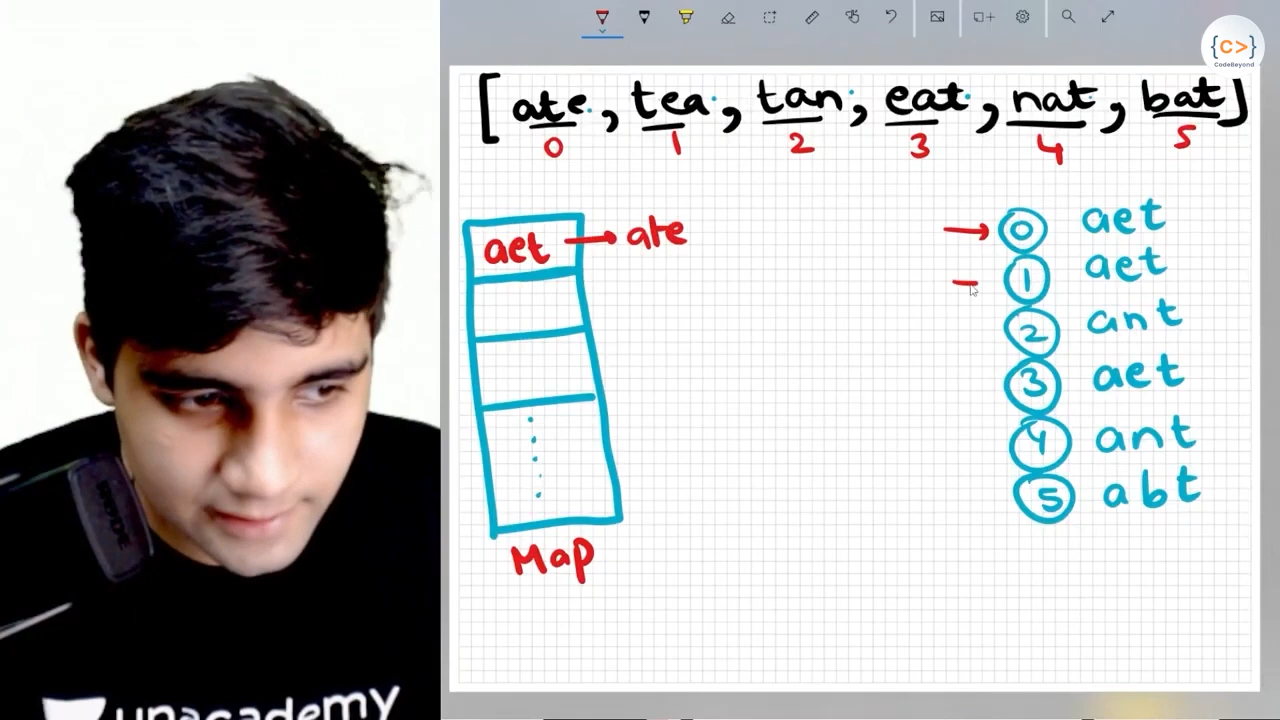 {C>}
CodeBeyond
[ate, tea, tan, eat, nat, bat]
0 1 2 3 4 5
aet → ate
Map
→ 0 aet
1 aet
2 ant
3 aet
4 ant
5 abt
unacademy